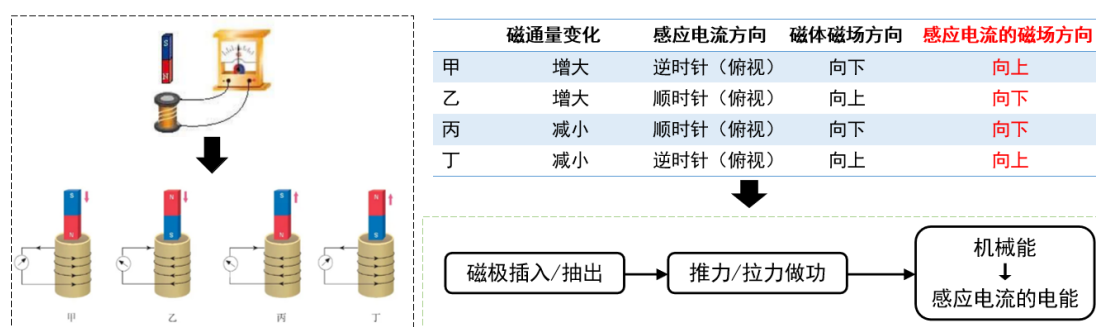 S
N
S
N
N
S
S
N
N
S
甲 乙 丙 丁
磁通量变化 感应电流方向 磁体磁场方向 感应电流的磁场方向
甲 增大 逆时针（俯视） 向下 向上
乙 增大 顺时针（俯视） 向上 向下
丙 减小 顺时针（俯视） 向下 向下
丁 减小 逆时针（俯视） 向上 向上
磁极插入/抽出
推力/拉力做功
机械能
感应电流的电能